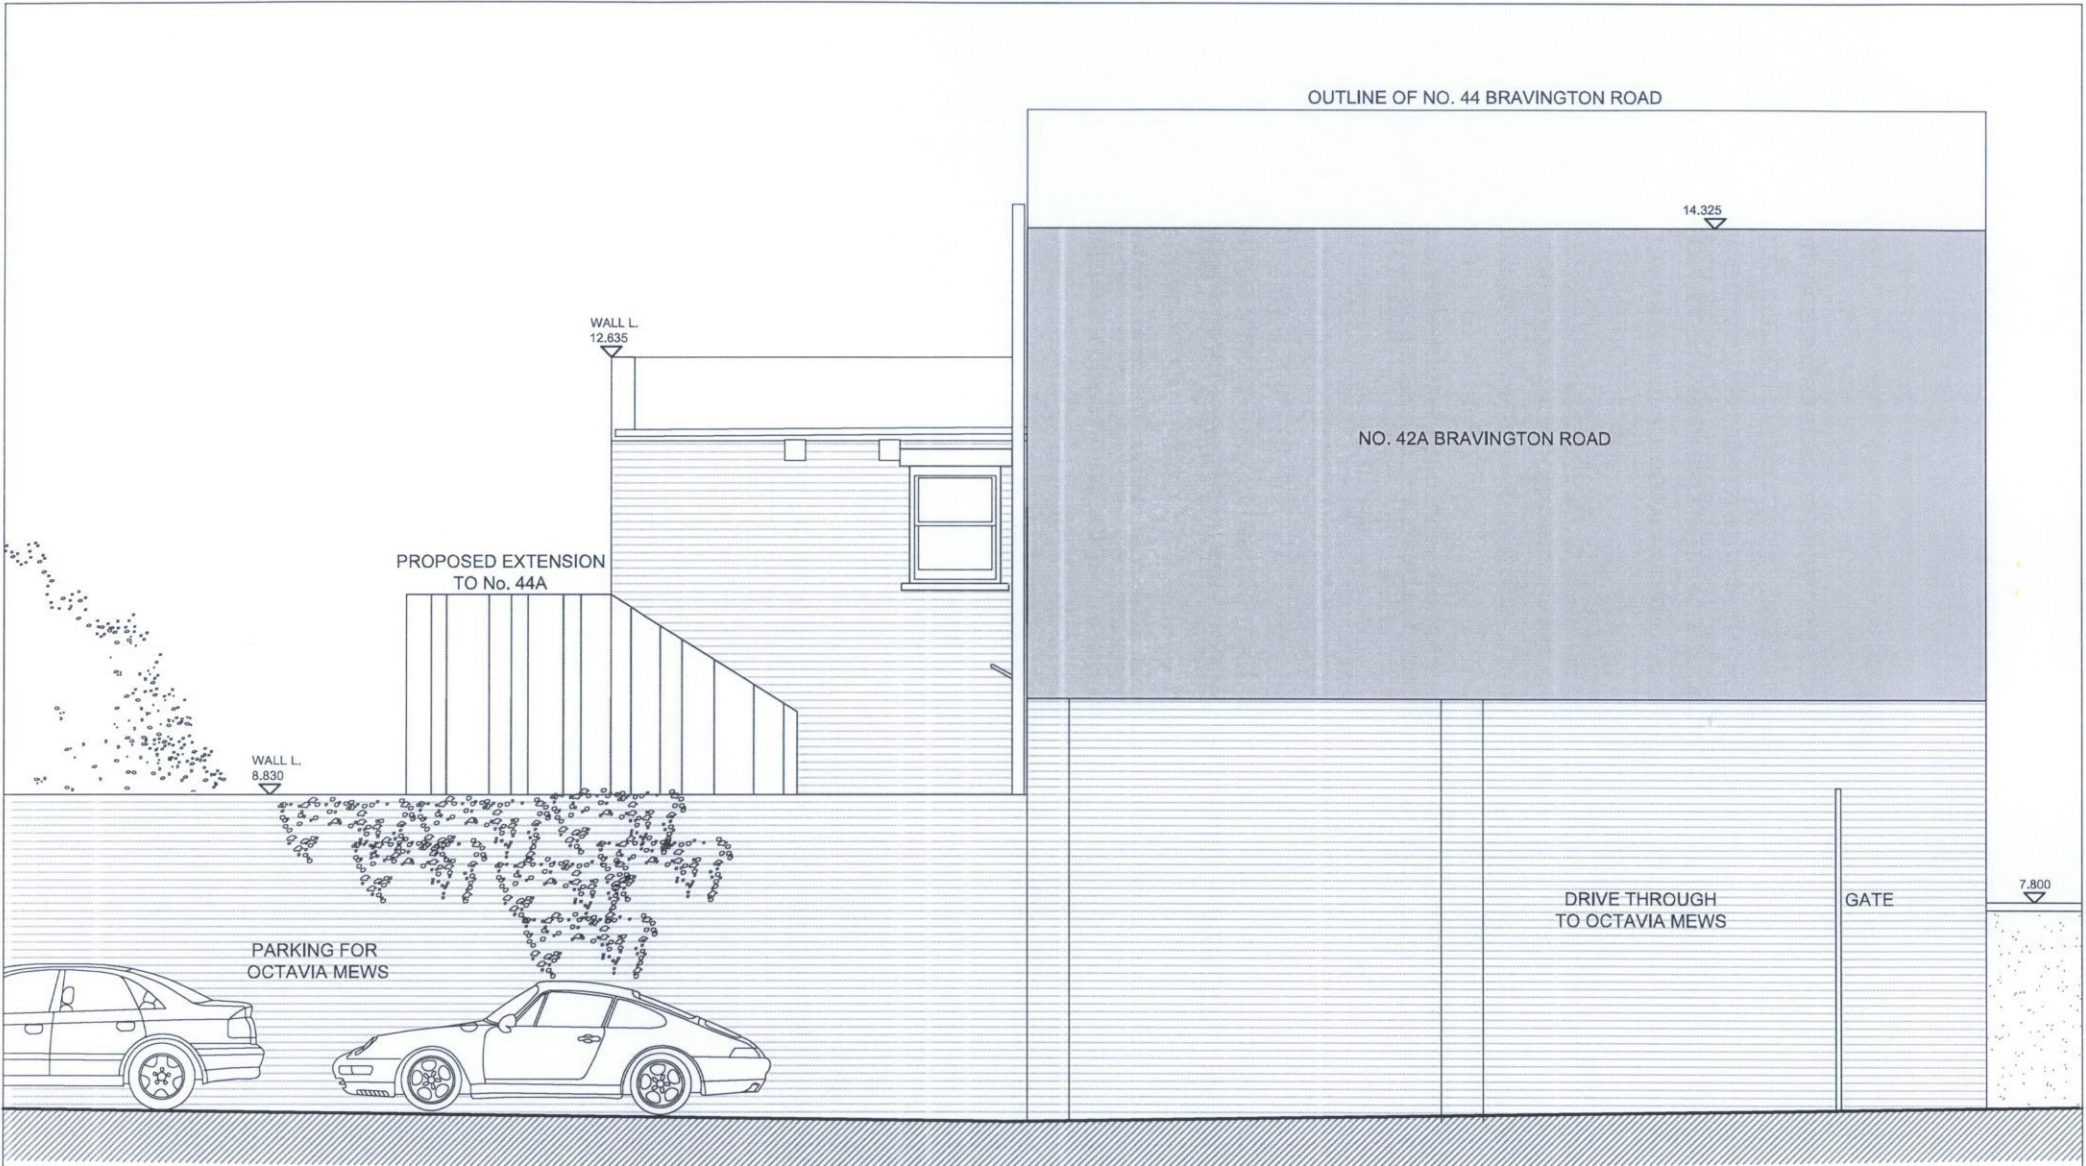 OUTLINE OF NO. 44 BRAVINGTON ROAD
14.325
WALL L.
12.635
NO. 42A BRAVINGTON ROAD
PROPOSED EXTENSION
TO No. 44A
WALL L.
8.830
7.800
DRIVE THROUGH
TO OCTAVIA MEWS
GATE
PARKING FOR
OCTAVIA MEWS